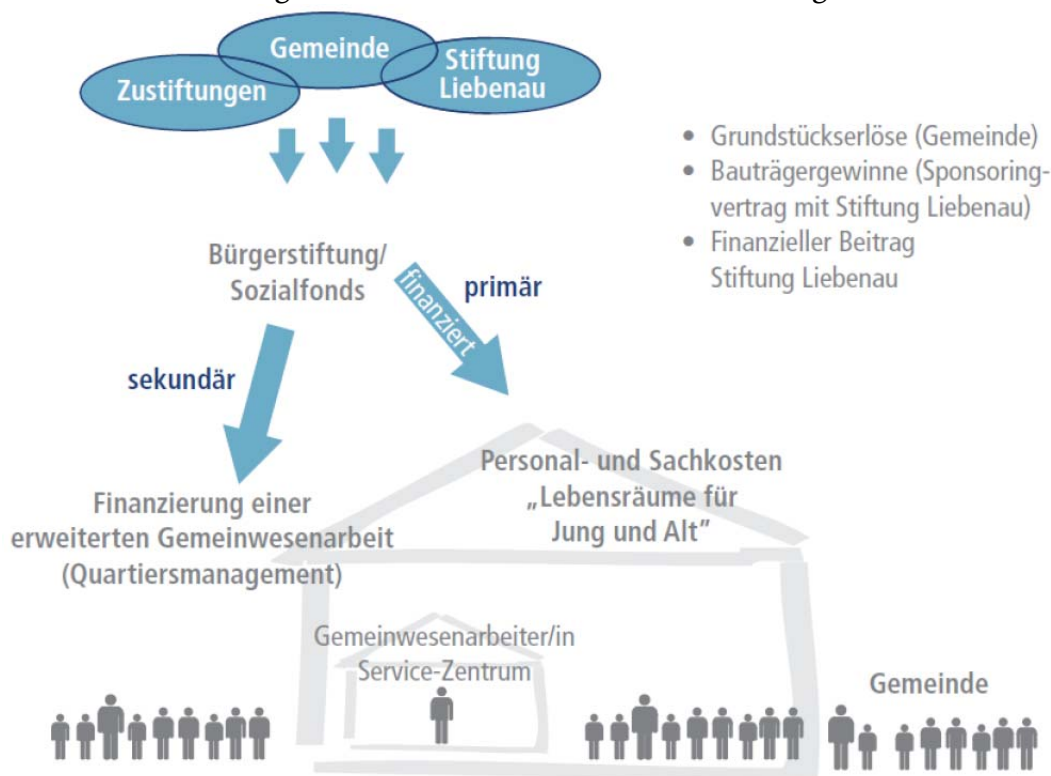 Gemeinde
Stiftung
Liebenau
Zustiftungen
• Grundstückserlöse (Gemeinde)
• Bauträgergewinne (Sponsoring-
vertrag mit Stiftung Liebenau)
• Finanzieller Beitrag
Stiftung Liebenau
Bürgerstiftung/
Sozialfonds
finanziert
primär
sekundär
Personal- und Sachkosten
„Lebensräume für
Jung und Alt”
Finanzierung einer
erweiterten Gemeinwesenarbeit
(Quartiersmanagement)
Gemeinwesenarbeiter/in
Service-Zentrum
Gemeinde